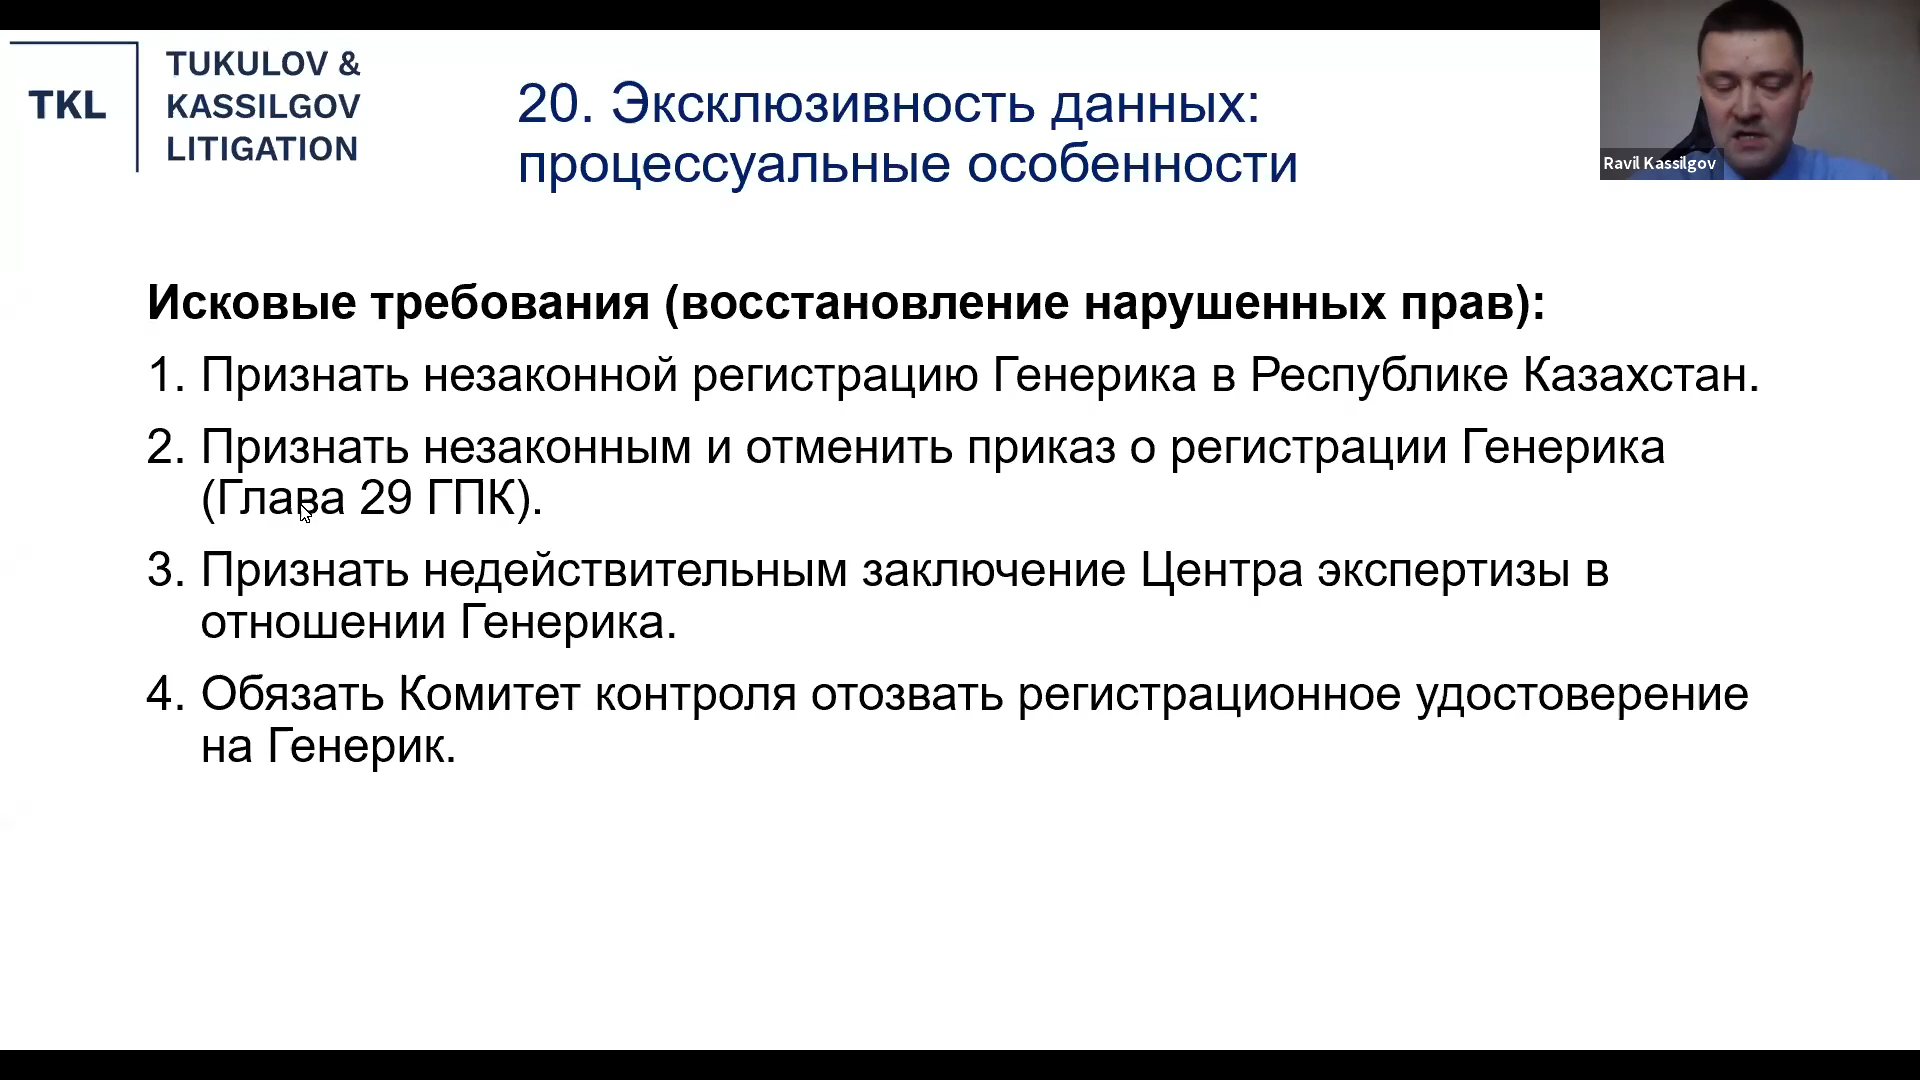 TKL
TUKULOV &
KASSILGOV
LITIGATION
20. Эксклюзивность данных:
процессуальные особенности
Ravil Kassilgov
Исковые требования (восстановление нарушенных прав):
1. Признать незаконной регистрацию Генерика в Республике Казахстан.
2. Признать незаконным и отменить приказ о регистрации Генерика
(Глава 29 ГПК).
3. Признать недействительным заключение Центра экспертизы в
отношении Генерика.
4. Обязать Комитет контроля отозвать регистрационное удостоверение
на Генерик.